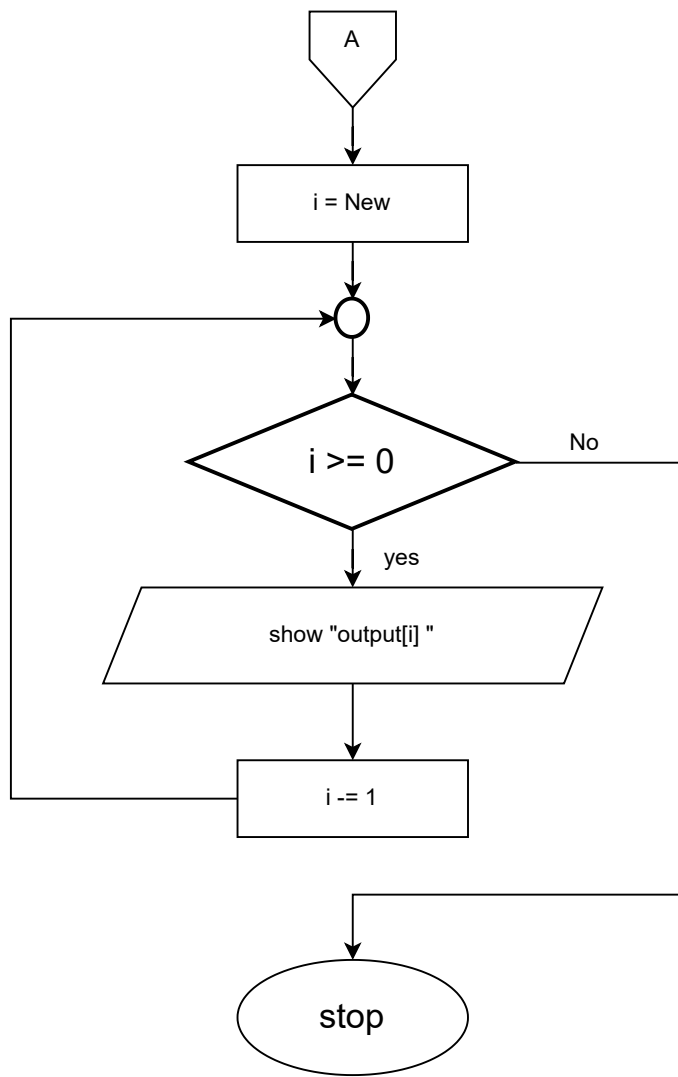 A
i = New
i >= 0
No
yes
show "output[i] "
i -= 1
stop